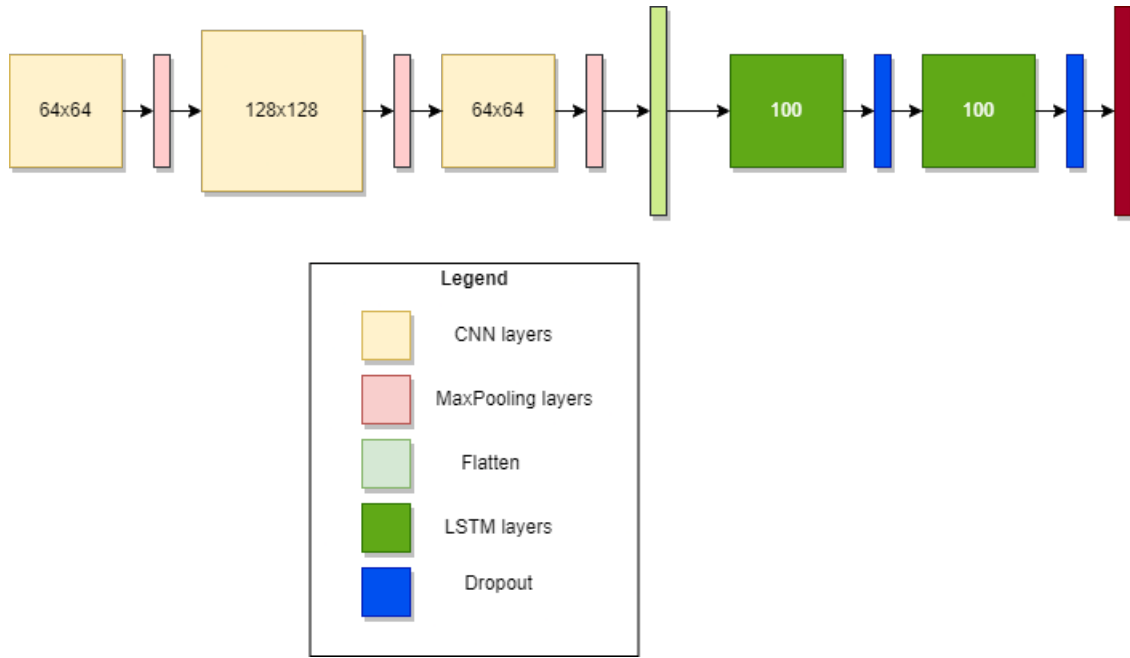 64x64
128x128
64x64
100
100
Legend
CNN layers
MaxPooling layers
Flatten
LSTM layers
Dropout